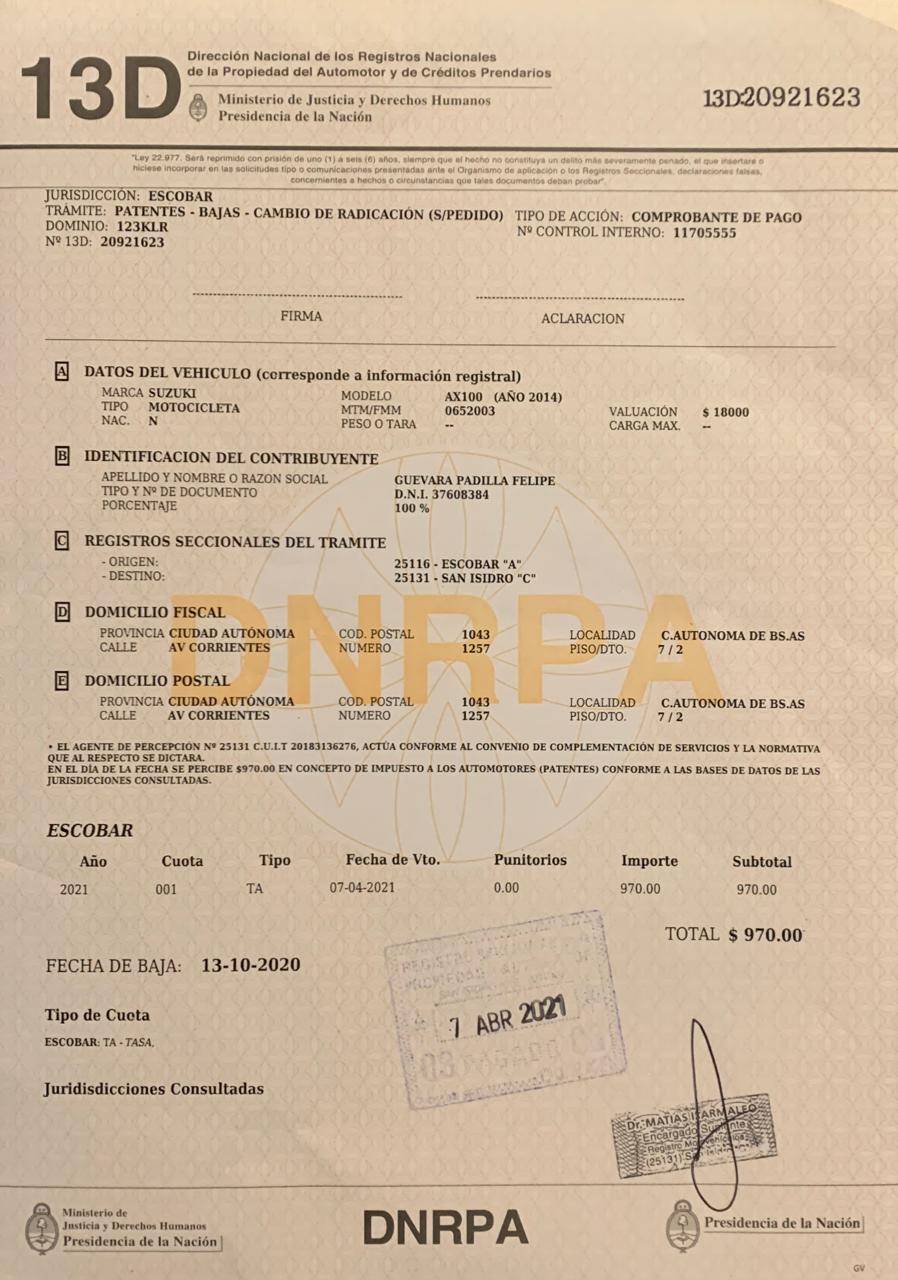 13D
Dirección Nacional de los Registros Nacionales
de la Propiedad del Automotor y de Créditos Prendarios
Ministerio de Justicia y Derechos Humanos
Presidencia de la Nación
13D20921623
"Ley 22.977. Será reprimido con prisión de uno (1) a seis (6) años, siempre que el hecho no constituya un delito más severamente penado, el que insertare o
hiciese incorporar en las solicitudes tipo o comunicaciones presentadas ante el Organismo de aplicación o los Registros Seccionales, declaraciones falsas,
concernientes a hechos o circunstancias que tales documentos deban probar".
JURISDICCIÓN: ESCOBAR
TRÁMITE: PATENTES - BAJAS - CAMBIO DE RADICACIÓN (S/PEDIDO) TIPO DE ACCIÓN: COMPROBANTE DE PAGO
DOMINIO: 123KLR Nº CONTROL INTERNO: 11705555
Nº 13D: 20921623
FIRMA ACLARACION
A DATOS DEL VEHICULO (corresponde a información registral)
MARCA SUZUKI MODELO AX100 (AÑO 2014)
TIPO MOTOCICLETA MTM/FMM 0652003 VALUACIÓN $ 18000
NAC. N PESO O TARA -- CARGA MAX. --
B IDENTIFICACION DEL CONTRIBUYENTE
APELLIDO Y NOMBRE O RAZON SOCIAL GUEVARA PADILLA FELIPE
TIPO Y Nº DE DOCUMENTO D.N.I. 37608384
PORCENTAJE 100 %
C REGISTROS SECCIONALES DEL TRAMITE
- ORIGEN: 25116 - ESCOBAR "A"
- DESTINO: 25131 - SAN ISIDRO "C"
D DOMICILIO FISCAL
PROVINCIA CIUDAD AUTÓNOMA COD. POSTAL 1043 LOCALIDAD C.AUTONOMA DE BS.AS
CALLE AV CORRIENTES NUMERO 1257 PISO/DTO. 7 / 2
DNRPA
E DOMICILIO POSTAL
PROVINCIA CIUDAD AUTÓNOMA COD. POSTAL 1043 LOCALIDAD C.AUTONOMA DE BS.AS
CALLE AV CORRIENTES NUMERO 1257 PISO/DTO. 7 / 2
• EL AGENTE DE PERCEPCIÓN Nº 25131 C.U.I.T 20183136276, ACTÚA CONFORME AL CONVENIO DE COMPLEMENTACIÓN DE SERVICIOS Y LA NORMATIVA
QUE AL RESPECTO SE DICTARA.
EN EL DÍA DE LA FECHA SE PERCIBE $970.00 EN CONCEPTO DE IMPUESTO A LOS AUTOMOTORES (PATENTES) CONFORME A LAS BASES DE DATOS DE LAS
JURISDICCIONES CONSULTADAS.
ESCOBAR
Año Cuota Tipo Fecha de Vto. Punitorios Importe Subtotal
2021 001 TA 07-04-2021 0.00 970.00 970.00
TOTAL $ 970.00
FECHA DE BAJA: 13-10-2020
7 ABR 2021
Tipo de Cuota
ESCOBAR: TA - TASA.
Juridisdicciones Consultadas
Dr. MATIAS
Encargado
Registro
(25131)
Ministerio de
Justicia y Derechos Humanos
Presidencia de la Nación
DNRPA
Presidencia de la Nación
GV